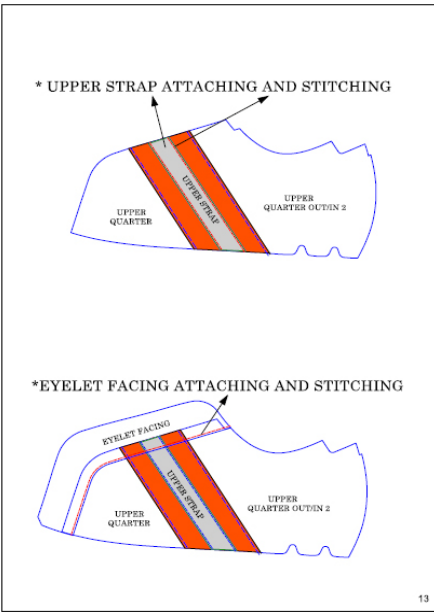 * UPPER STRAP ATTACHING AND STITCHING
UPPER STRAP
UPPER
QUARTER
UPPER
QUARTER OUT/IN 2
*EYELET FACING ATTACHING AND STITCHING
EYELET FACING
UPPER STRAP
UPPER
QUARTER
UPPER
QUARTER OUT/IN 2
13